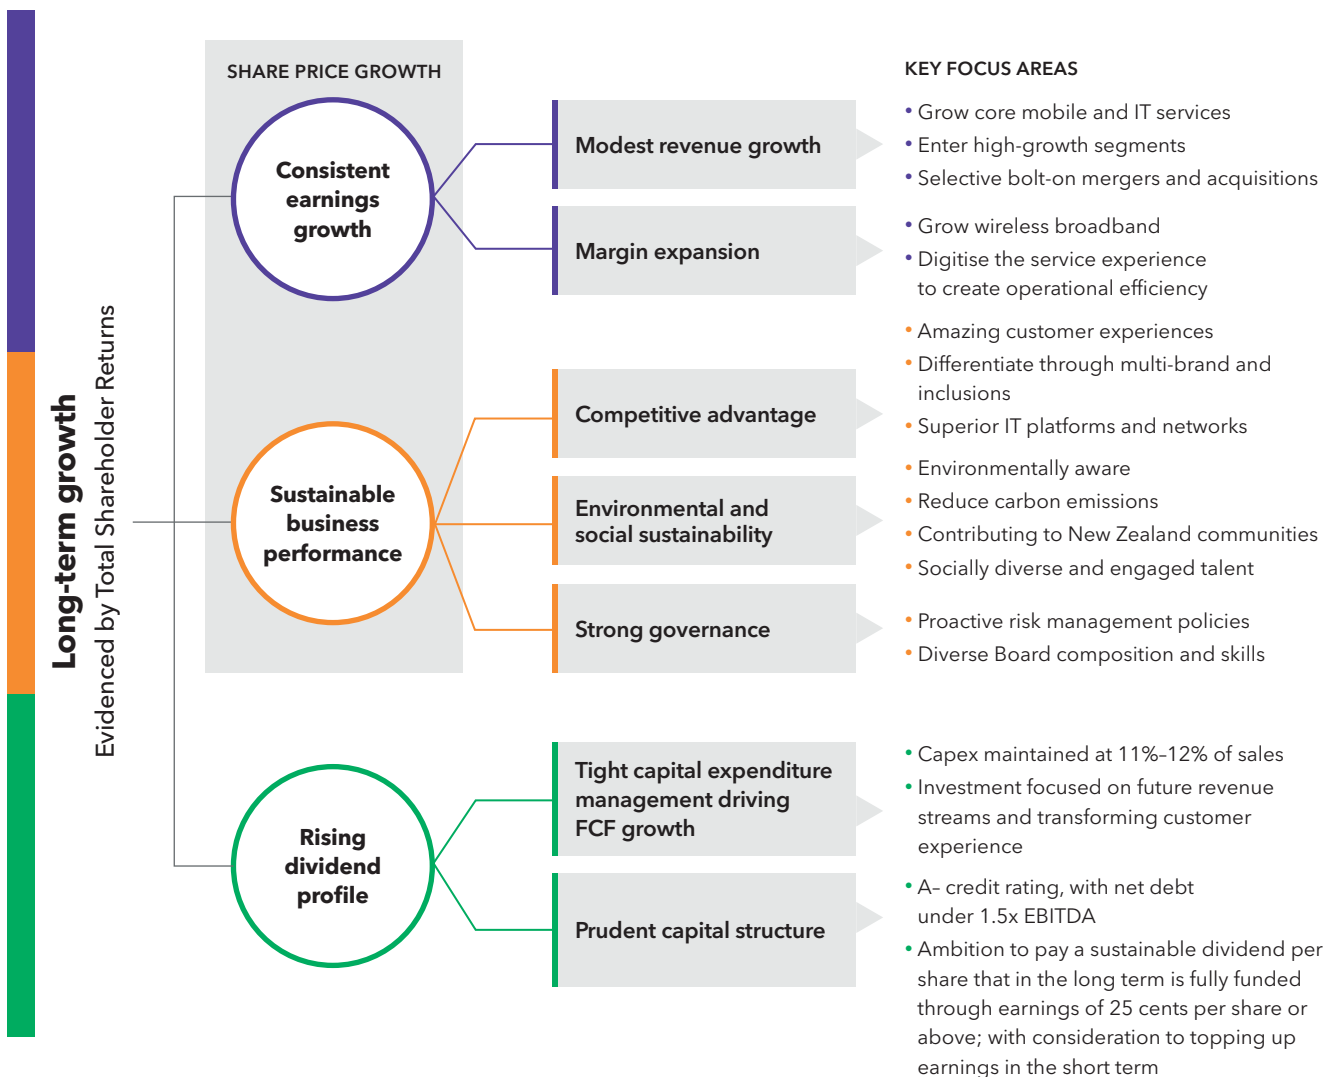 Long-term growth
Evidenced by Total Shareholder Returns
SHARE PRICE GROWTH
Consistent
earnings
growth
Modest revenue growth
Margin expansion
KEY FOCUS AREAS
• Grow core mobile and IT services
• Enter high-growth segments
• Selective bolt-on mergers and acquisitions
• Grow wireless broadband
• Digitise the service experience
to create operational efficiency
Sustainable
business
performance
Competitive advantage
• Amazing customer experiences
• Differentiate through multi-brand and
inclusions
• Superior IT platforms and networks
Environmental and
social sustainability
• Environmentally aware
• Reduce carbon emissions
• Contributing to New Zealand communities
• Socially diverse and engaged talent
Strong governance
• Proactive risk management policies
• Diverse Board composition and skills
Rising
dividend
profile
Tight capital expenditure
management driving
FCF growth
• Capex maintained at 11%–12% of sales
• Investment focused on future revenue
streams and transforming customer
experience
Prudent capital structure
• A– credit rating, with net debt
under 1.5x EBITDA
• Ambition to pay a sustainable dividend per
share that in the long term is fully funded
through earnings of 25 cents per share or
above; with consideration to topping up
earnings in the short term